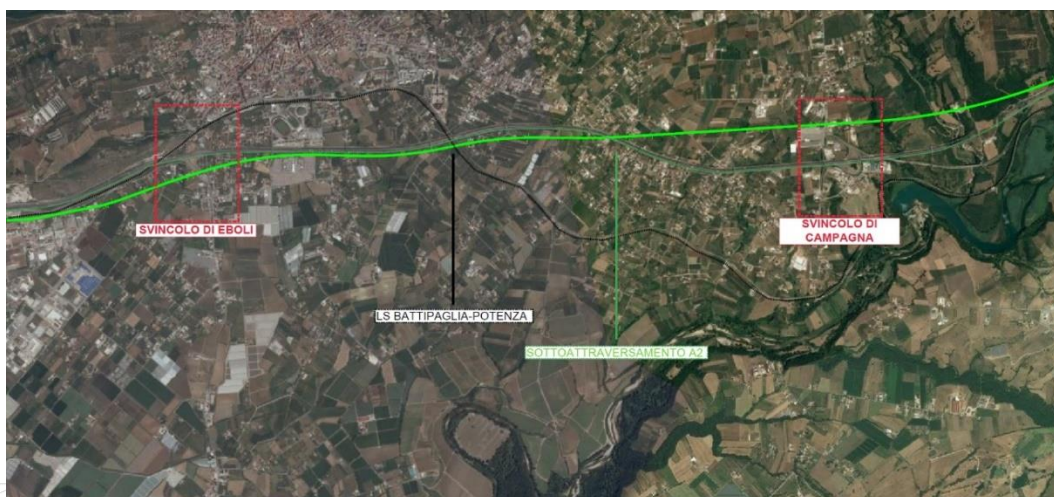 SVINCOLO DI EBOLI
SVINCOLO DI
CAMPAGNA
LS BATTIPAGLIA-POTENZA
SOTTOATTRAVERSAMENTO A2